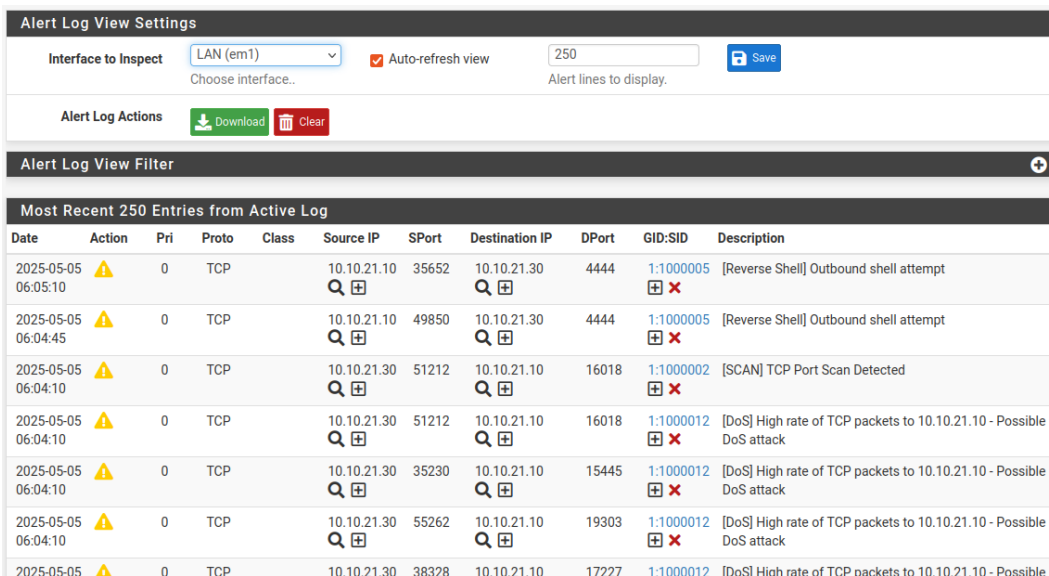 Alert Log View Settings
Interface to Inspect LAN (em1) Auto-refresh view 250 Save
Choose interface.. Alert lines to display.
Alert Log Actions Download Clear
Alert Log View Filter
Most Recent 250 Entries from Active Log
Date Action Pri Proto Class Source IP SPort Destination IP DPort GID:SID Description
2025-05-05 0 TCP 10.10.21.10 35652 10.10.21.30 4444 1:1000005 [Reverse Shell] Outbound shell attempt
06:05:10
2025-05-05 0 TCP 10.10.21.10 49850 10.10.21.30 4444 1:1000005 [Reverse Shell] Outbound shell attempt
06:04:45
2025-05-05 0 TCP 10.10.21.30 51212 10.10.21.10 16018 1:1000002 [SCAN] TCP Port Scan Detected
06:04:10
2025-05-05 0 TCP 10.10.21.30 51212 10.10.21.10 16018 1:1000012 [DoS] High rate of TCP packets to 10.10.21.10 - Possible
06:04:10 DoS attack
2025-05-05 0 TCP 10.10.21.30 35230 10.10.21.10 15445 1:1000012 [DoS] High rate of TCP packets to 10.10.21.10 - Possible
06:04:10 DoS attack
2025-05-05 0 TCP 10.10.21.30 55262 10.10.21.10 19303 1:1000012 [DoS] High rate of TCP packets to 10.10.21.10 - Possible
06:04:10 DoS attack
2025-05-05 0 TCP 10.10.21.30 38328 10.10.21.10 17227 1:1000012 [DoS] High rate of TCP packets to 10.10.21.10 - Possible